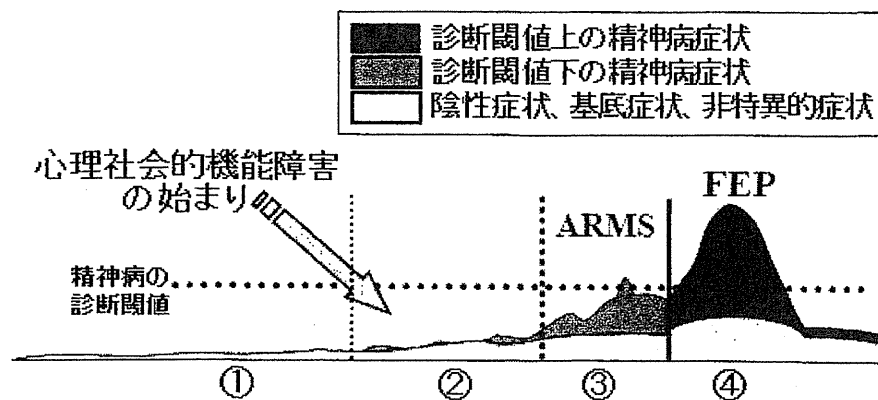 診断閾値上の精神病症状
診断閾値下の精神病症状
陰性症状、基底症状、非特異的症状
心理社会的機能障害
の始まり
FEP
ARMS
精神病の
診断閾値
① ② ③ ④